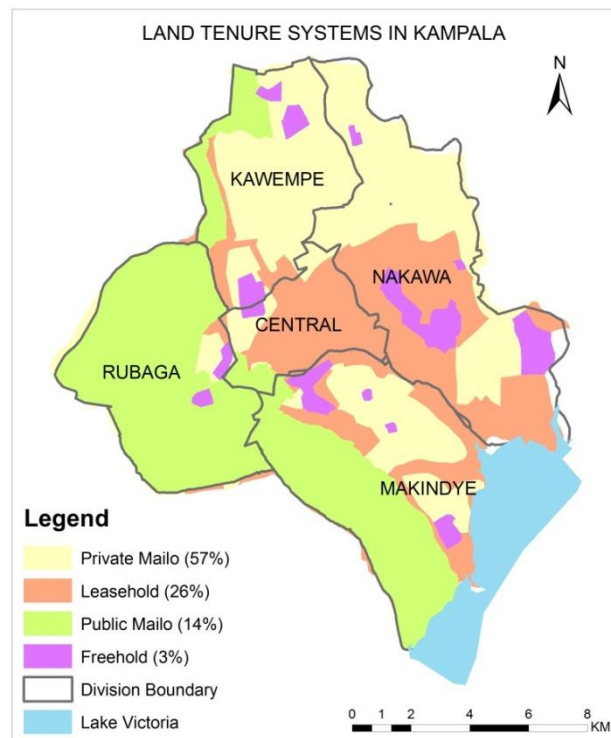 LAND TENURE SYSTEMS IN KAMPALA
N
KAWEMPE
NAKAWA
CENTRAL
RUBAGA
MAKINDYE
Legend
Private Mailo (57%)
Leasehold (26%)
Public Mailo (14%)
Freehold (3%)
Division Boundary
Lake Victoria
0 2 4 6 8
KM